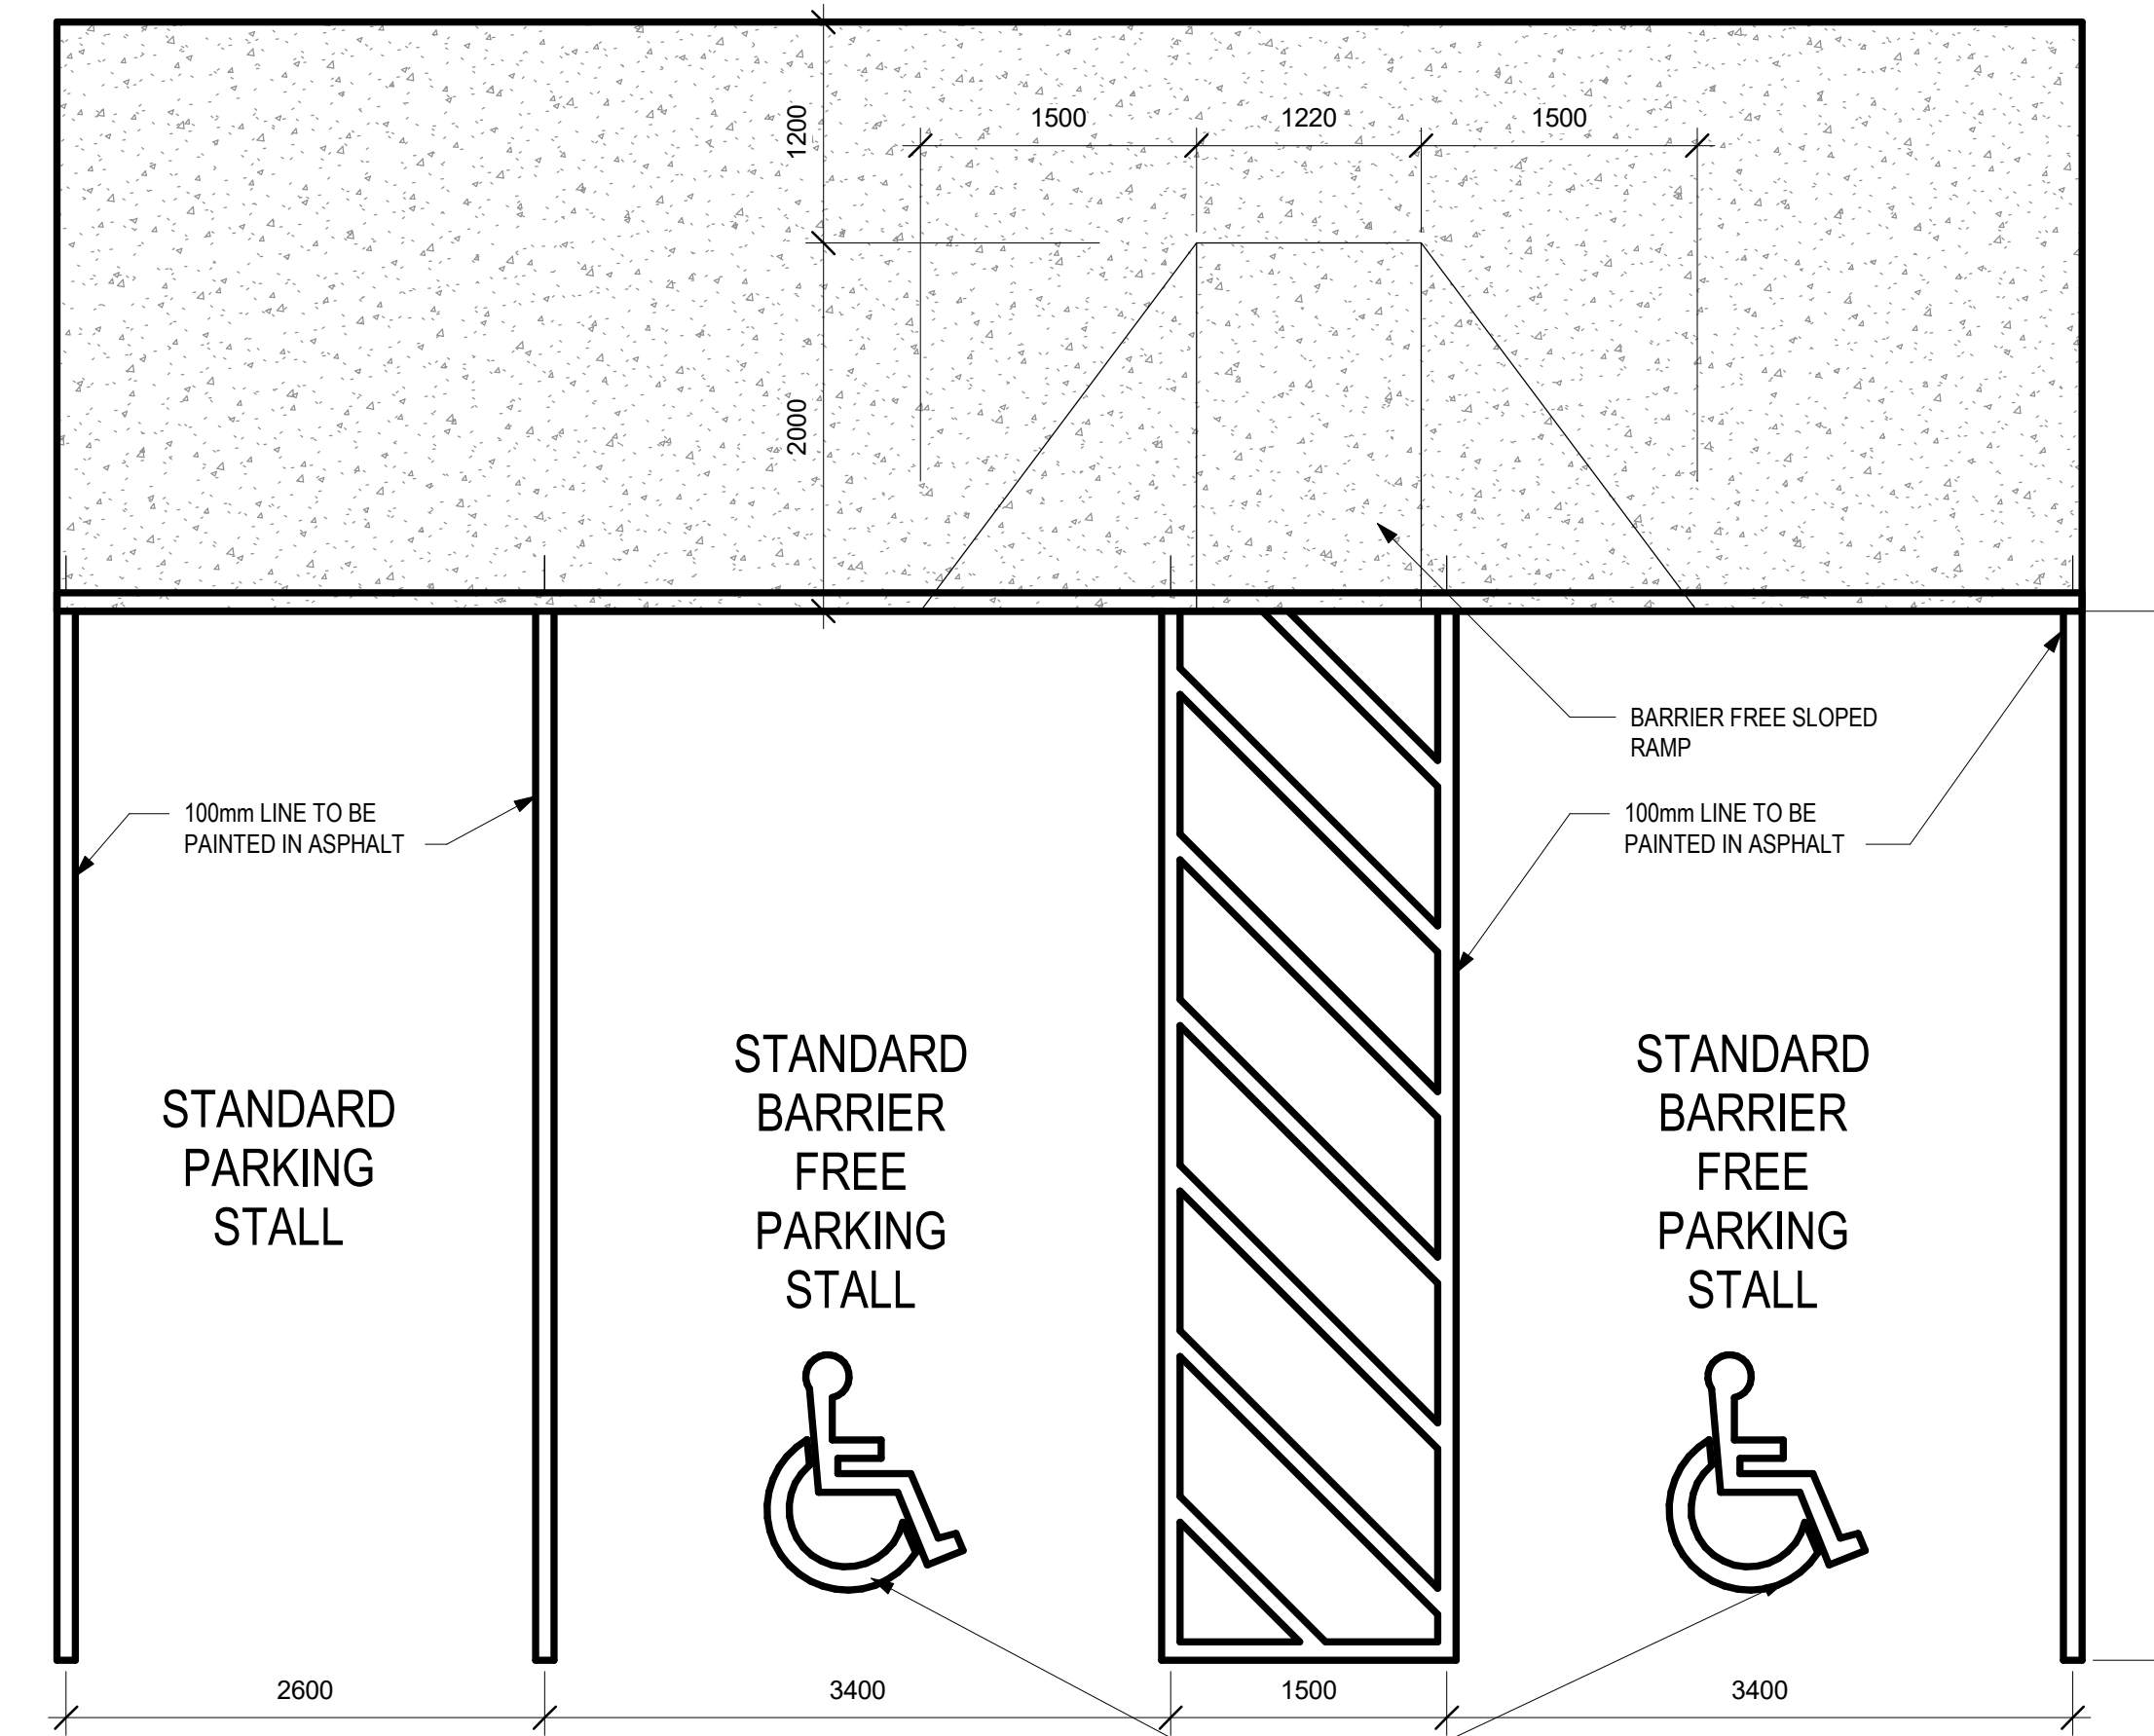 1200
1500
1220
1500
2000
BARRIER FREE SLOPED
RAMP
100mm LINE TO BE
PAINTED IN ASPHALT
100mm LINE TO BE
PAINTED IN ASPHALT
STANDARD
PARKING
STALL
STANDARD
BARRIER
FREE
PARKING
STALL
STANDARD
BARRIER
FREE
PARKING
STALL
2600
3400
1500
3400